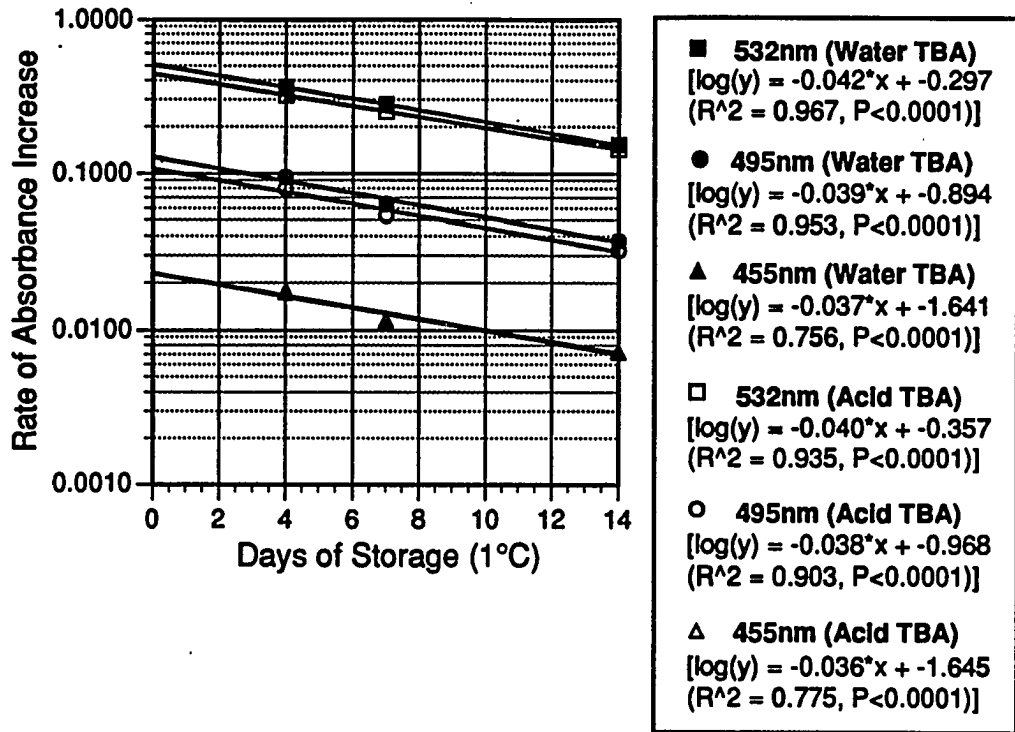 Rate of Absorbance Increase
1.0000
0.1000
0.0100
0.0010
0 2 4 6 8 10 12 14
Days of Storage (1°C)
■ 532nm (Water TBA)
[log(y) = -0.042*x + -0.297
(R^2 = 0.967, P<0.0001)]
● 495nm (Water TBA)
[log(y) = -0.039*x + -0.894
(R^2 = 0.953, P<0.0001)]
▲ 455nm (Water TBA)
[log(y) = -0.037*x + -1.641
(R^2 = 0.756, P<0.0001)]
□ 532nm (Acid TBA)
[log(y) = -0.040*x + -0.357
(R^2 = 0.935, P<0.0001)]
○ 495nm (Acid TBA)
[log(y) = -0.038*x + -0.968
(R^2 = 0.903, P<0.0001)]
△ 455nm (Acid TBA)
[log(y) = -0.036*x + -1.645
(R^2 = 0.775, P<0.0001)]